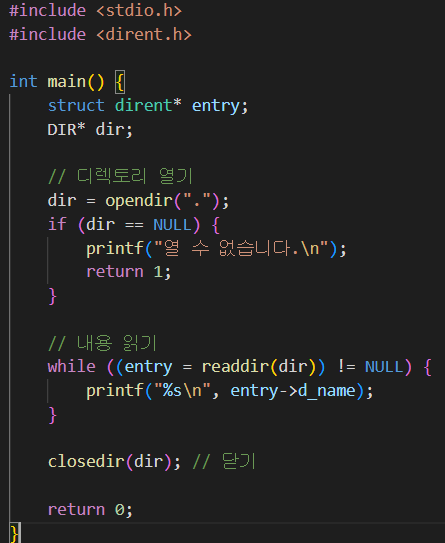 #include <stdio.h>
#include <dirent.h>
int main() {
struct dirent* entry;
DIR* dir;
// 디렉토리 열기
dir = opendir(".");
if (dir == NULL) {
printf("열 수 없습니다.\n");
return 1;
}
// 내용 읽기
while ((entry = readdir(dir)) != NULL) {
printf("%s\n", entry->d_name);
}
closedir(dir); // 닫기
return 0;
}